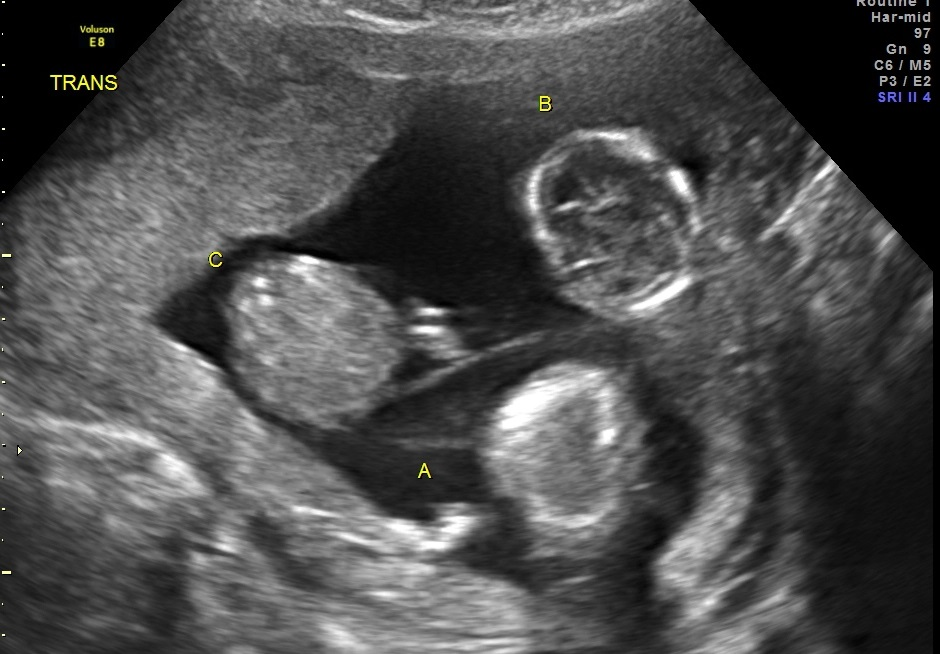 Voluson
E8
TRANS
Routine 1
Har-mid
97
Gn 9
C6 / M5
P3 / E2
SRI II 4
B
C
A